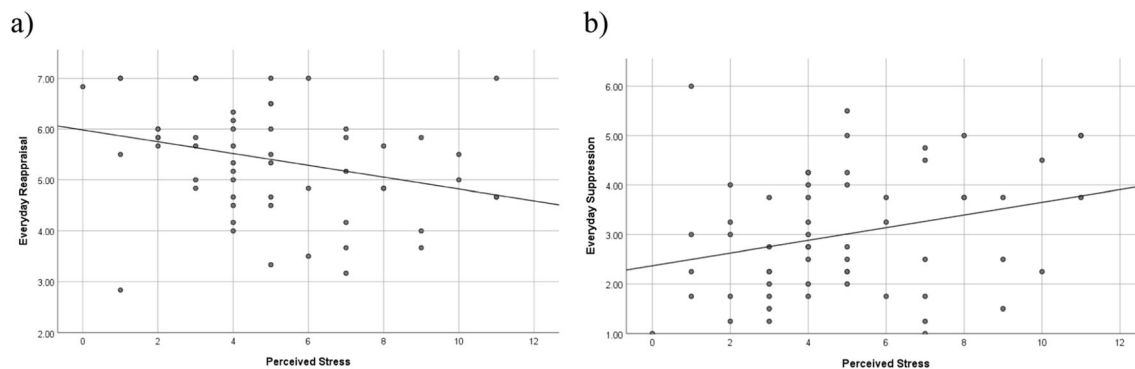 a)
7.00
6.00
5.00
4.00
3.00
2.00
Everyday Reappraisal
0 2 4 6 8 10 12
Perceived Stress
b)
6.00
5.00
4.00
3.00
2.00
1.00
Everyday Suppression
0 2 4 6 8 10 12
Perceived Stress